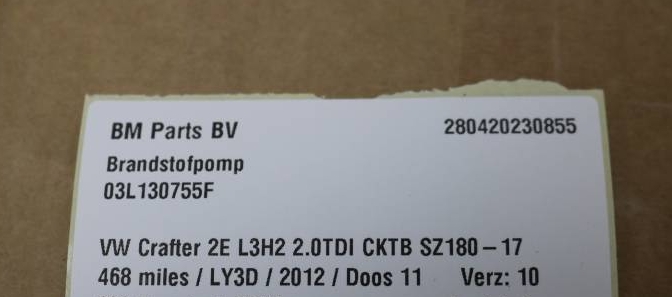 BM Parts BV 280420230855
Brandstofpomp
03L130755F
VW Crafter 2E L3H2 2.0TDI CKTB SZ180 – 17
468 miles / LY3D / 2012 / Doos 11 Verz: 10